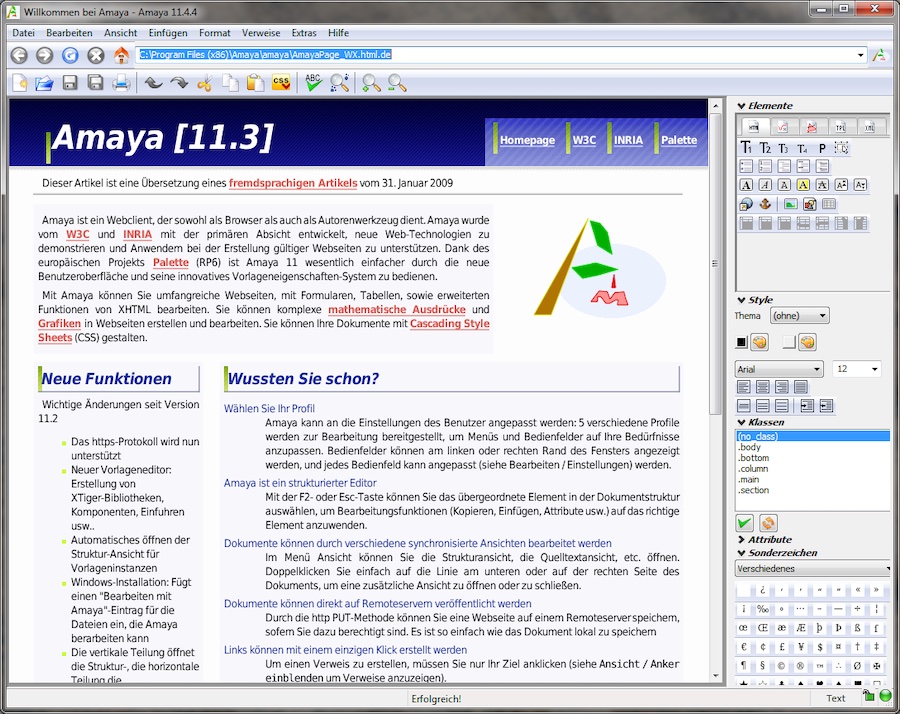 Willkommen bei Amaya - Amaya 11.4.4
Datei Bearbeiten Ansicht Einfügen Format Verweise Extras Hilfe
C:\Program Files (x86)\Amaya\amaya\AmayaPage_WX.html.de
ABC CSS
Amaya [11.3]
Homepage W3C INRIA Palette
Dieser Artikel ist eine Übersetzung eines fremdsprachigen Artikels vom 31. Januar 2009
Amaya ist ein Webclient, der sowohl als Browser als auch als Autorenwerkzeug dient. Amaya wurde
vom W3C und INRIA mit der primären Absicht entwickelt, neue Web-Technologien zu
demonstrieren und Anwendern bei der Erstellung gültiger Webseiten zu unterstützen. Dank des
europäischen Projekts Palette (RP6) ist Amaya 11 wesentlich einfacher durch die neue
Benutzeroberfläche und seine innovatives Vorlageneigenschaften-System zu bedienen.
Mit Amaya können Sie umfangreiche Webseiten, mit Formularen, Tabellen, sowie erweiterten
Funktionen von XHTML bearbeiten. Sie können komplexe mathematische Ausdrücke und
Grafiken in Webseiten erstellen und bearbeiten. Sie können Ihre Dokumente mit Cascading Style
Sheets (CSS) gestalten.
Neue Funktionen
Wichtige Änderungen seit Version
11.2
Das https-Protokoll wird nun
unterstützt
Neuer Vorlageneditor:
Erstellung von
XTiger-Bibliotheken,
Komponenten, Einfuhren
usw..
Automatisches öffnen der
Struktur-Ansicht für
Vorlageninstanzen
Windows-Installation: Fügt
einen "Bearbeiten mit
Amaya"-Eintrag für die
Dateien ein, die Amaya
berarbeiten kann
Die vertikale Teilung öffnet
die Struktur-, die horizontale
Teilung die
Wussten Sie schon?
Wählen Sie Ihr Profil
Amaya kann an die Einstellungen des Benutzer angepasst werden: 5 verschiedene Profile
werden zur Bearbeitung bereitgestellt, um Menüs und Bedienfelder auf Ihre Bedürfnisse
anzupassen. Bedienfelder können am linken oder rechten Rand des Fensters angezeigt
werden, und jedes Bedienfeld kann angepasst (siehe Bearbeiten / Einstellungen) werden.
Amaya ist ein strukturierter Editor
Mit der F2- oder Esc-Taste können Sie das übergeordnete Element in der Dokumentstruktur
auswählen, um Bearbeitungsfunktionen (Kopieren, Einfügen, Attribute usw.) auf das richtige
Element anzuwenden.
Dokumente können durch verschiedene synchronisierte Ansichten bearbeitet werden
Im Menü Ansicht können Sie die Strukturansicht, die Quelltextansicht, etc. öffnen.
Doppelklicken Sie einfach auf die Linie am unteren oder auf der rechten Seite des
Dokuments, um eine zusätzliche Ansicht zu öffnen oder zu schließen.
Dokumente können direkt auf Remoteservern veröffentlicht werden
Durch die http PUT-Methode können Sie eine Webseite auf einem Remoteserver speichern,
sofern Sie dazu berechtigt sind. Es ist so einfach wie das Dokument lokal zu speichern
Links können mit einem einzigen Klick erstellt werden
Um einen Verweis zu erstellen, müssen Sie nur Ihr Ziel anklicken (siehe Ansicht / Anker
einblenden um Verweise anzuzeigen).
Elemente
HTML TPL XML
T1 T2 T3 T4 P
A A A A A A2 A2
Style
Thema (ohne)
Arial 12
Klassen
(no_class)
.body
.bottom
.column
.main
.section
Attribute
Sonderzeichen
Verschiedenes
¿ ‹ › « »
¡ ‰ ° … – — ÷ ¦
œ Œ æ Æ þ Þ ß ƒ
€ ¢ £ ¥ $ ¤ † ‡
¶ § © ® ™ ∴ Ø ✠
Erfolgreich!
Text